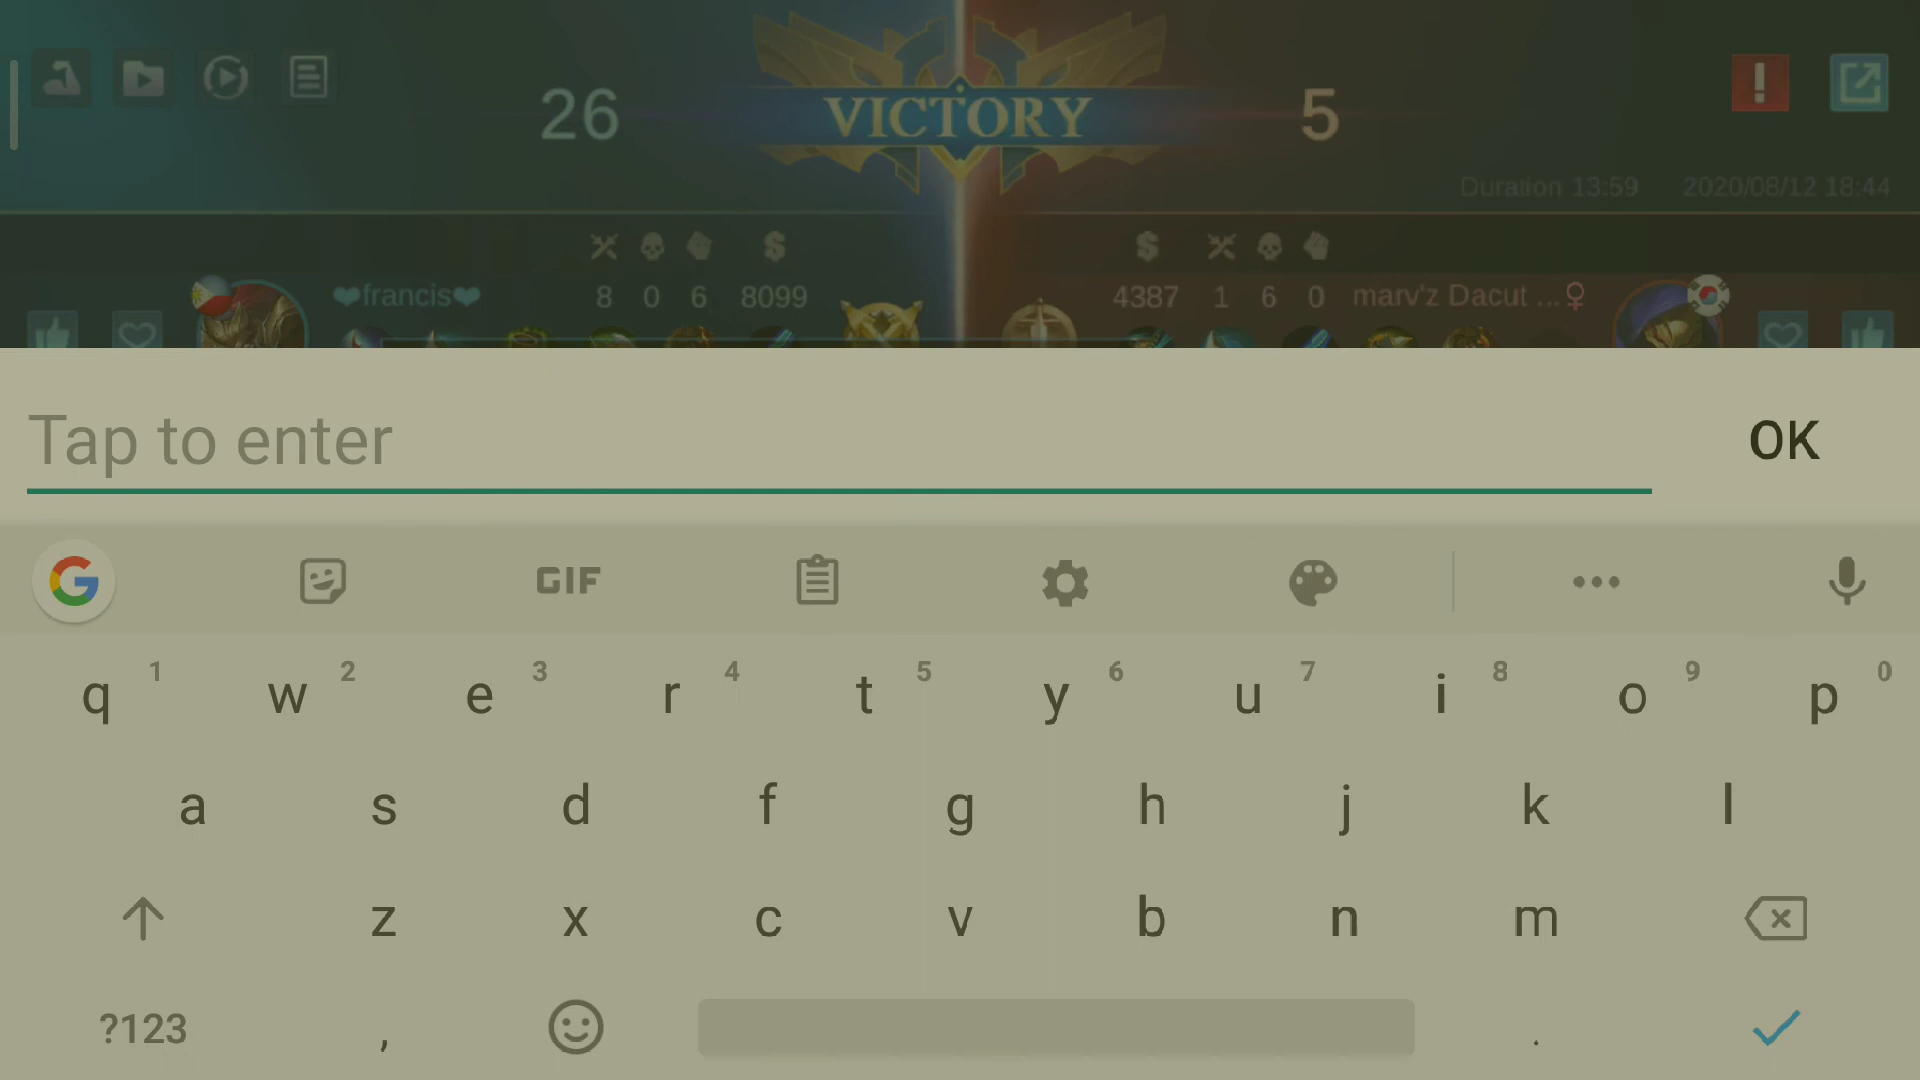 26 VICTORY 5
Duration 13:59 2020/08/12 18:44
❤francis❤ 8 0 6 8099 4387 1 6 0 marv'z Dacut ...♀
Tap to enter OK
GIF
q 1 w 2 e 3 r 4 t 5 y 6 u 7 i 8 o 9 p 0
a s d f g h j k l
z x c v b n m
?123 , .